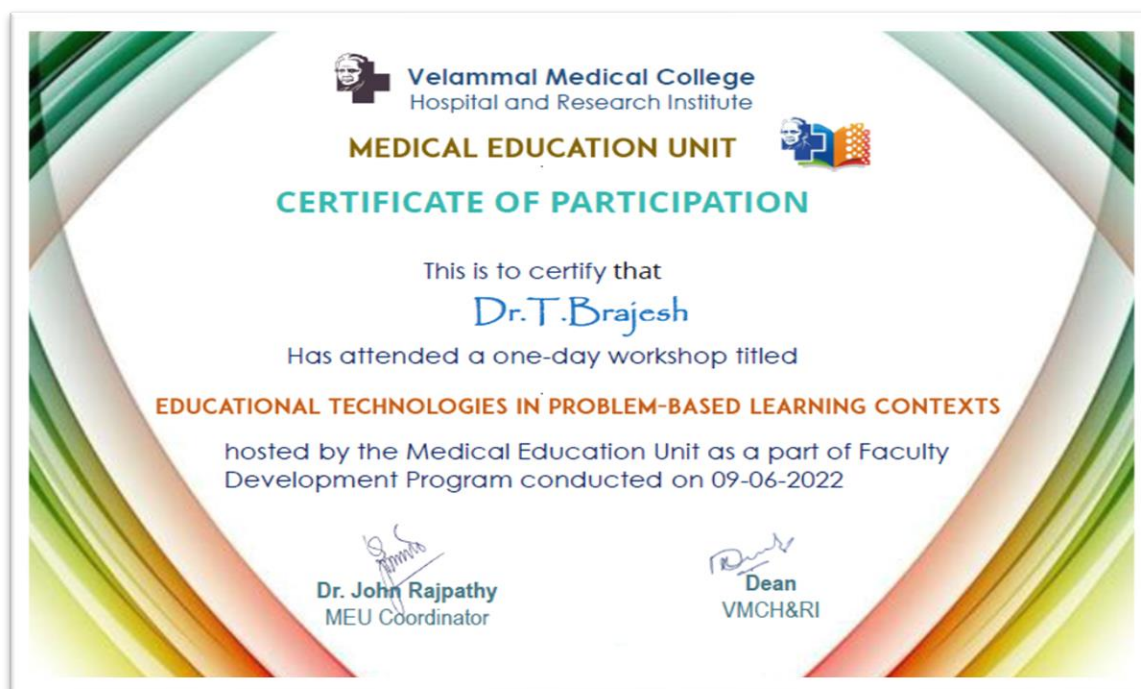 Velammal Medical College
Hospital and Research Institute
MEDICAL EDUCATION UNIT
CERTIFICATE OF PARTICIPATION
This is to certify that
Dr.T.Brajesh
Has attended a one-day workshop titled
EDUCATIONAL TECHNOLOGIES IN PROBLEM-BASED LEARNING CONTEXTS
hosted by the Medical Education Unit as a part of Faculty
Development Program conducted on 09-06-2022
Dr. John Rajpathy
MEU Coordinator
Dean
VMCH&RI